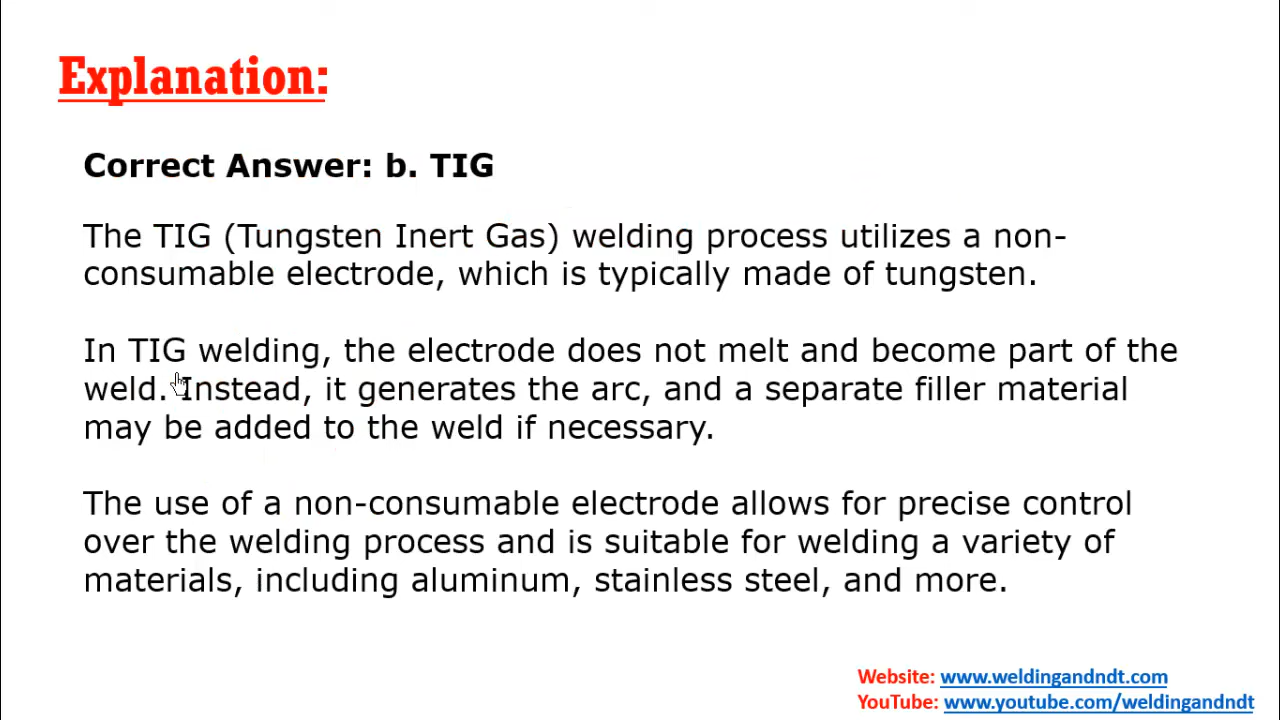 Explanation:
Correct Answer: b. TIG
The TIG (Tungsten Inert Gas) welding process utilizes a non-
consumable electrode, which is typically made of tungsten.
In TIG welding, the electrode does not melt and become part of the
weld. Instead, it generates the arc, and a separate filler material
may be added to the weld if necessary.
The use of a non-consumable electrode allows for precise control
over the welding process and is suitable for welding a variety of
materials, including aluminum, stainless steel, and more.
Website: www.weldingandndt.com
YouTube: www.youtube.com/weldingandndt